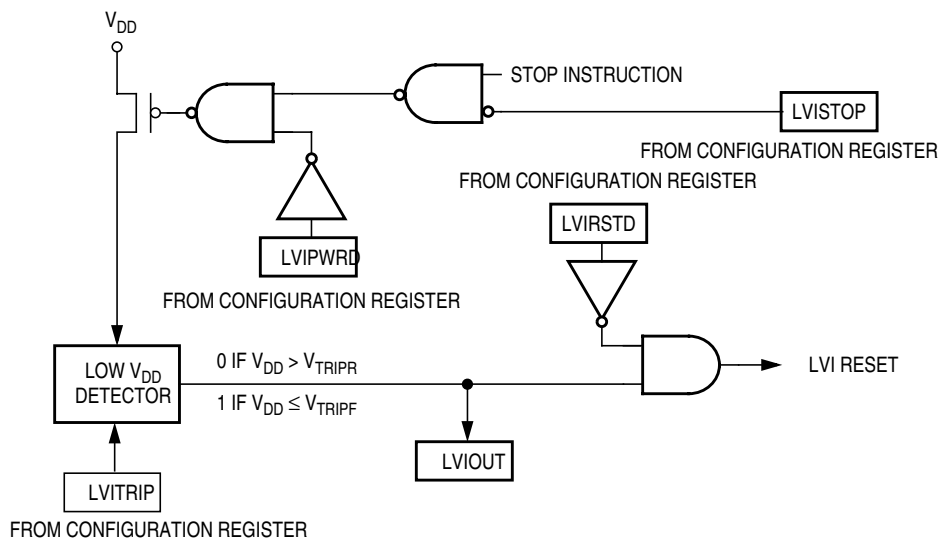 VDD
STOP INSTRUCTION
LVISTOP
FROM CONFIGURATION REGISTER
FROM CONFIGURATION REGISTER
LVIRSTD
LVIPWRD
FROM CONFIGURATION REGISTER
LOW VDD
DETECTOR
0 IF VDD > VTRIPR
1 IF VDD ≤ VTRIPF
LVI RESET
LVIOUT
LVITRIP
FROM CONFIGURATION REGISTER